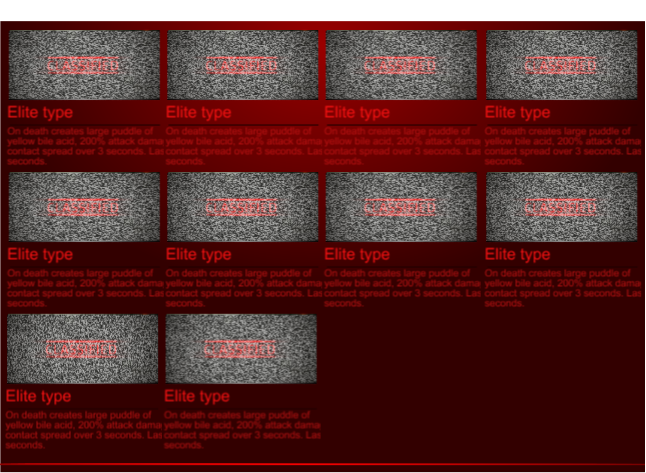 CLASSIFIED CLASSIFIED CLASSIFIED CLASSIFIED
Elite type Elite type Elite type Elite type
On death creates large puddle of On death creates large puddle of On death creates large puddle of On death creates large puddle of
yellow bile acid, 200% attack dama yellow bile acid, 200% attack dama yellow bile acid, 200% attack dama yellow bile acid, 200% attack dama
contact spread over 3 seconds. Las contact spread over 3 seconds. Las contact spread over 3 seconds. Las contact spread over 3 seconds. Las
seconds. seconds. seconds. seconds.
CLASSIFIED CLASSIFIED CLASSIFIED CLASSIFIED
Elite type Elite type Elite type Elite type
On death creates large puddle of On death creates large puddle of On death creates large puddle of On death creates large puddle of
yellow bile acid, 200% attack dama yellow bile acid, 200% attack dama yellow bile acid, 200% attack dama yellow bile acid, 200% attack dama
contact spread over 3 seconds. Las contact spread over 3 seconds. Las contact spread over 3 seconds. Las contact spread over 3 seconds. Las
seconds. seconds. seconds. seconds.
CLASSIFIED CLASSIFIED
Elite type Elite type
On death creates large puddle of On death creates large puddle of
yellow bile acid, 200% attack dama yellow bile acid, 200% attack dama
contact spread over 3 seconds. Las contact spread over 3 seconds. Las
seconds. seconds.